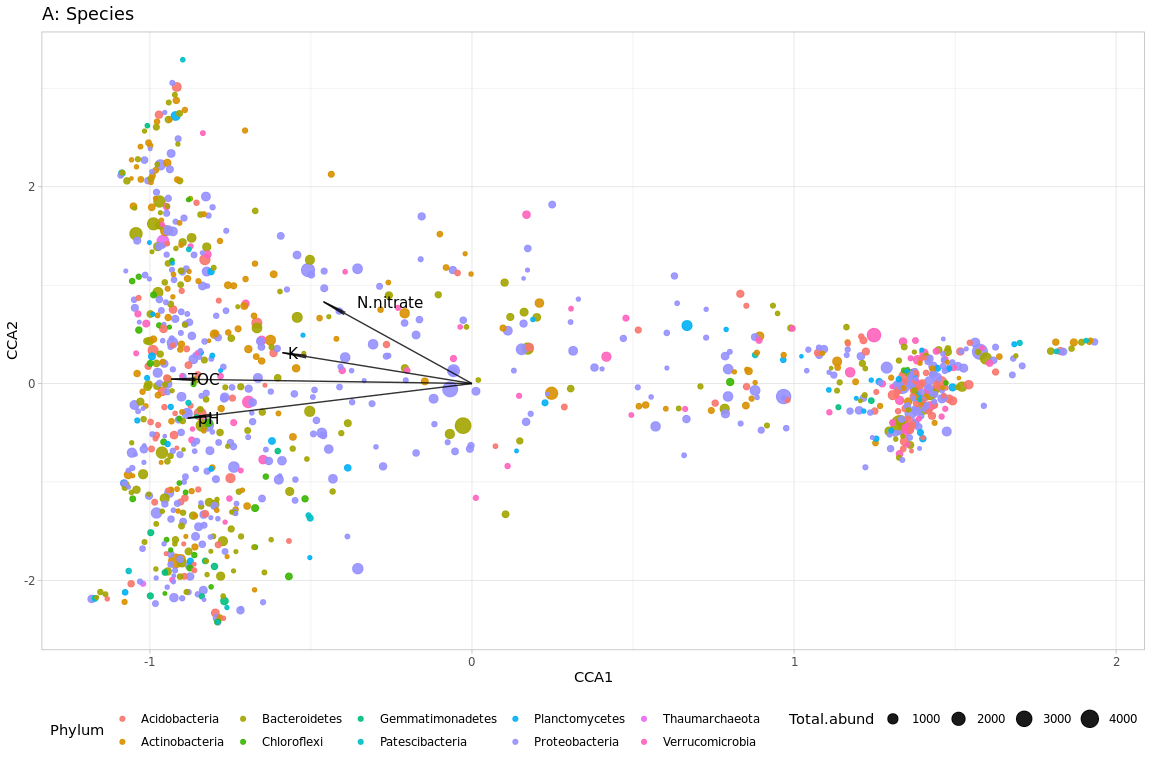 A: Species
CCA2
2
0
-2
N.nitrate
K
TOC
pH
-1
0
1
2
CCA1
Phylum
Acidobacteria
Bacteroidetes
Gemmatimonadetes
Planctomycetes
Thaumarchaeota
Actinobacteria
Chloroflexi
Patescibacteria
Proteobacteria
Verrucomicrobia
Total.abund
1000
2000
3000
4000